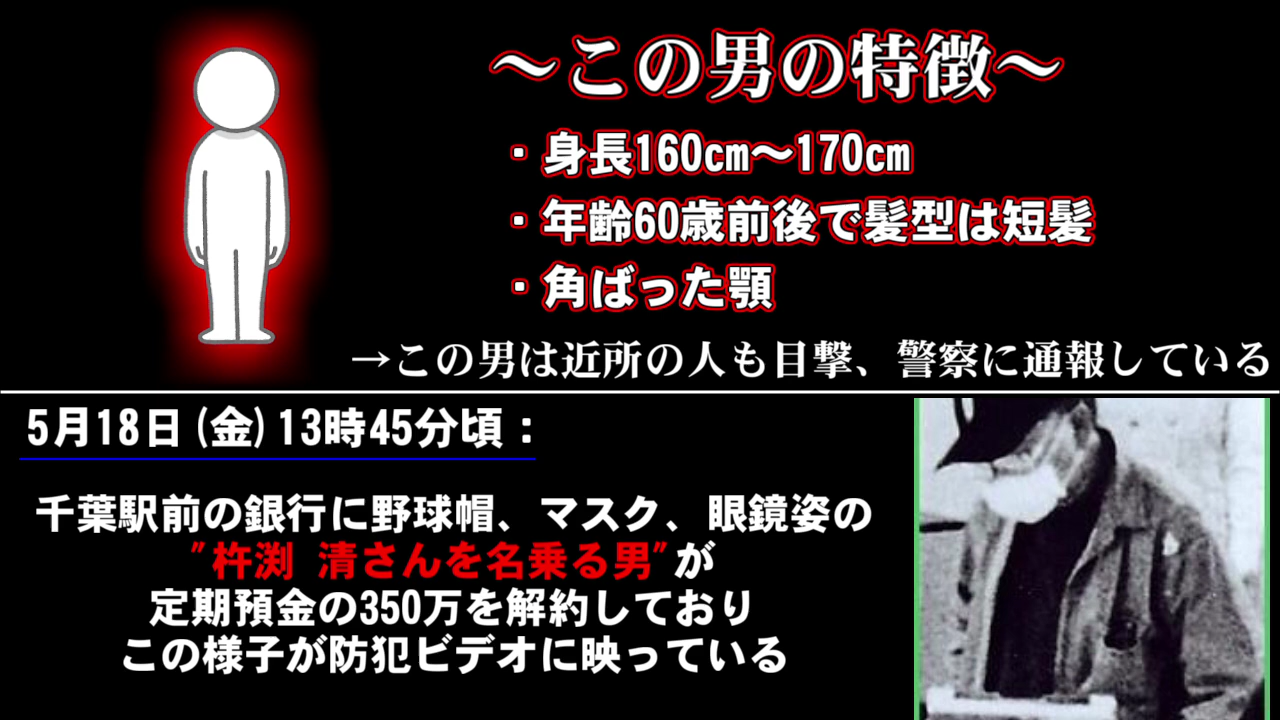 ～この男の特徴～
・身長160cm～170cm
・年齢60歳前後で髪型は短髪
・角ばった顎
→この男は近所の人も目撃、警察に通報している
5月18日(金)13時45分頃：
千葉駅前の銀行に野球帽、マスク、眼鏡姿の
"杵渕 清さんを名乗る男"が
定期預金の350万を解約しており
この様子が防犯ビデオに映っている